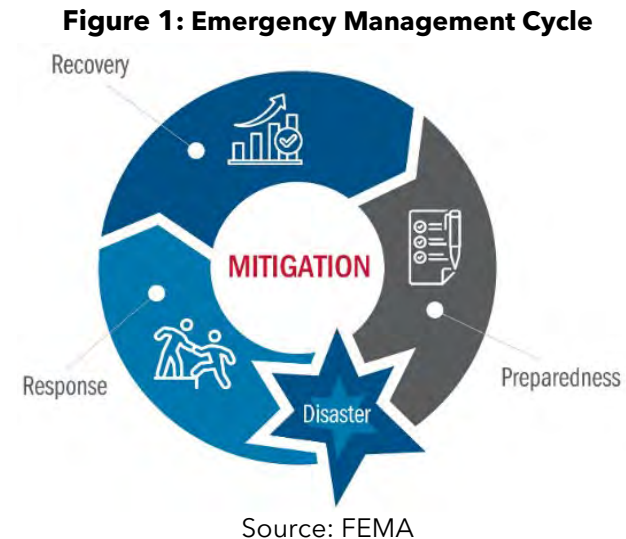 Figure 1: Emergency Management Cycle
Recovery
MITIGATION
Response
Disaster
Preparedness
Source: FEMA